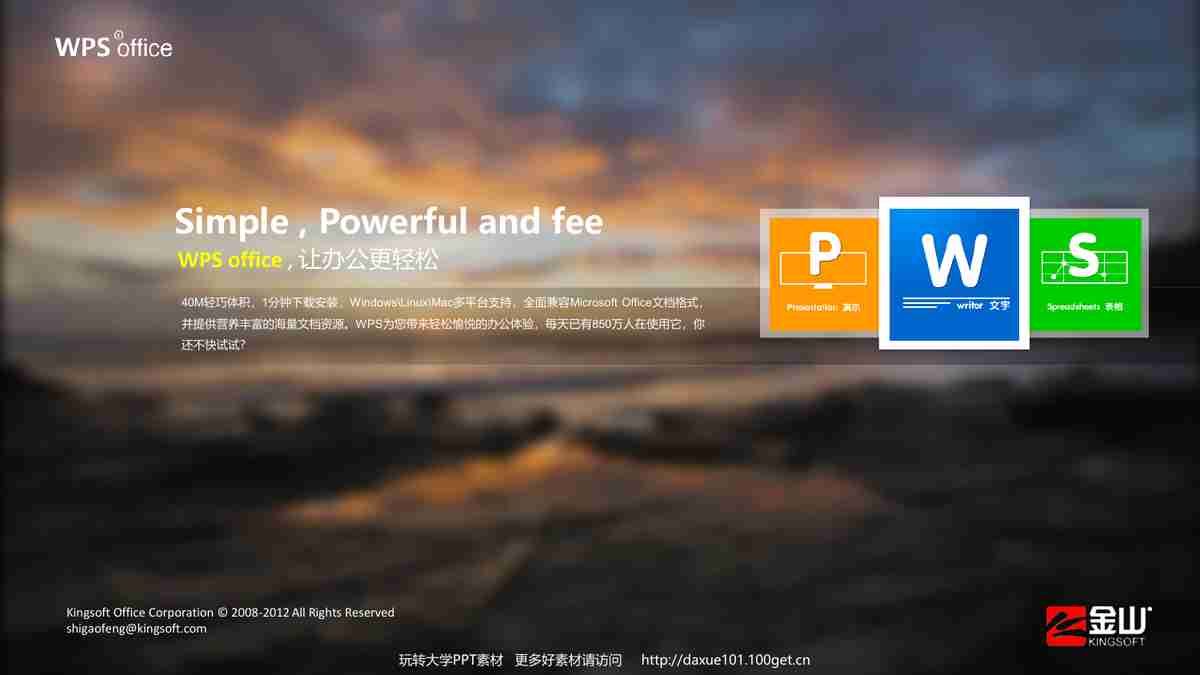 WPS office
Simple , Powerful and fee
WPS office , 让办公更轻松
40M轻巧体积，1分钟下载安装，Windows\Linux\Mac多平台支持，全面兼容Microsoft Office文档格式，
并提供营养丰富的海量文档资源。WPS为您带来轻松愉悦的办公体验，每天已有850万人在使用它，你
还不快试试？
P
Presentation 演示
W
writer 文字
S
Spreadsheets 表格
Kingsoft Office Corporation © 2008-2012 All Rights Reserved
shigaofeng@kingsoft.com
金山
KINGSOFT
玩转大学PPT素材 更多好素材请访问 http://daxue101.100get.cn